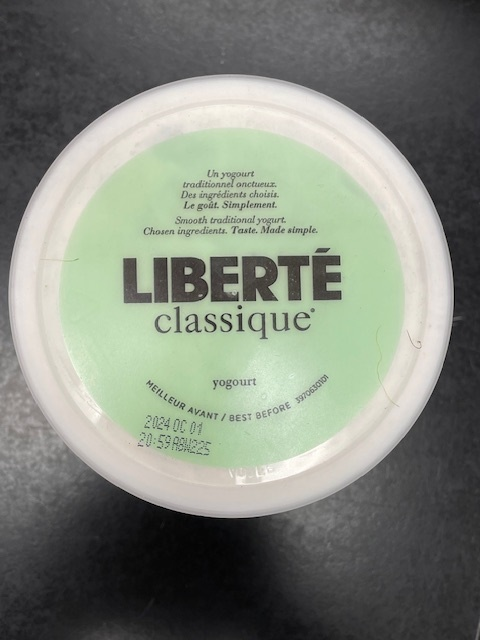 Un yogourt
traditionnel onctueux.
Des ingrédients choisis.
Le goût. Simplement.
Smooth traditional yogurt.
Chosen ingredients. Taste. Made simple.
LIBERTÉ
classique
yogourt
MEILLEUR AVANT / BEST BEFORE 3970630101
2024 OC 01
20:59 ABW225